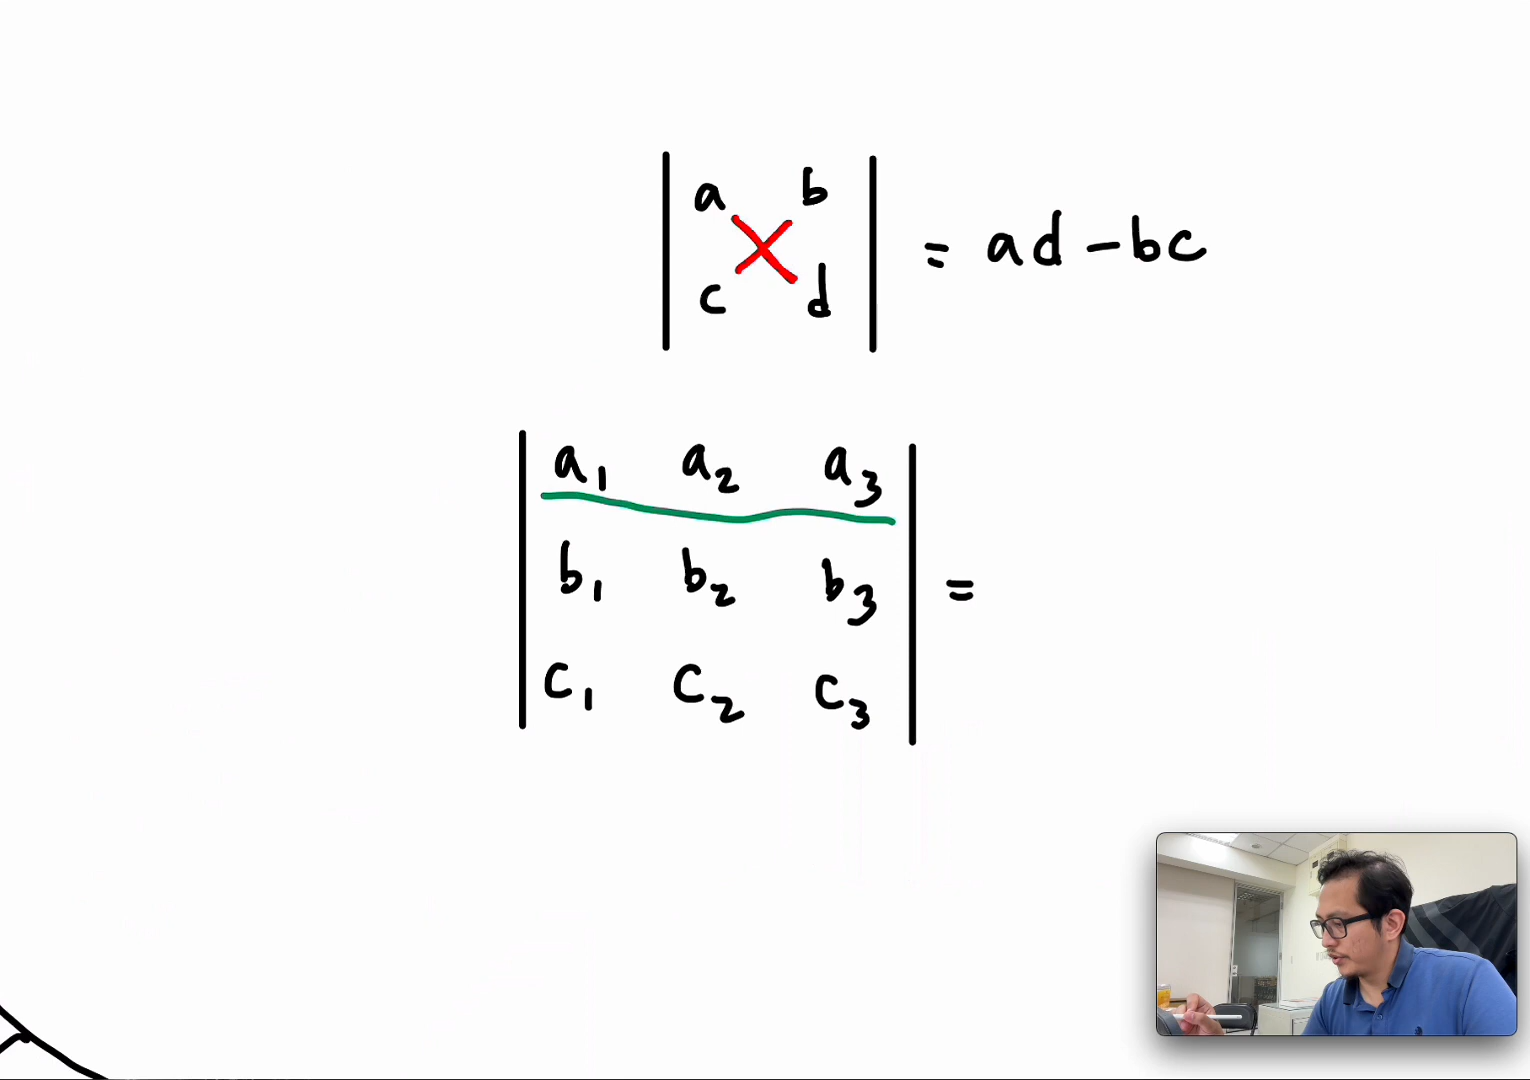 | a b |
| c d | = ad - bc
| a₁ a₂ a₃ |
| b₁ b₂ b₃ | =
| c₁ c₂ c₃ |